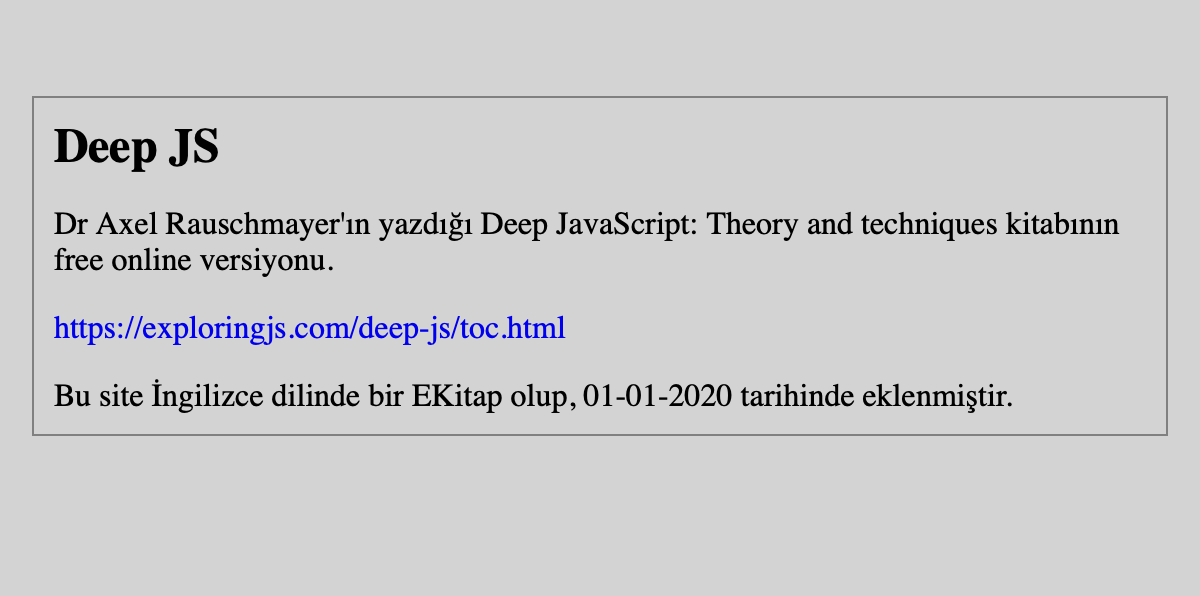 Deep JS
Dr Axel Rauschmayer'ın yazdığı Deep JavaScript: Theory and techniques kitabının
free online versiyonu.
https://exploringjs.com/deep-js/toc.html
Bu site İngilizce dilinde bir EKitap olup, 01-01-2020 tarihinde eklenmiştir.